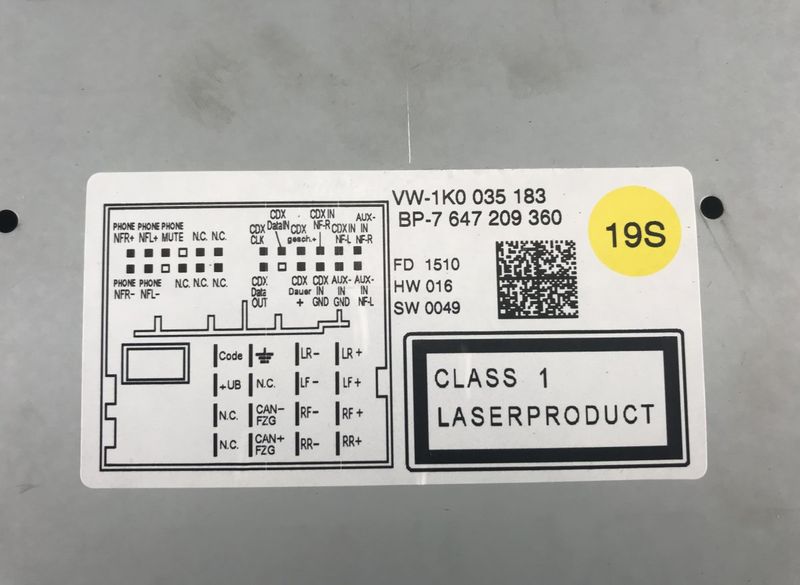 VW-1K0 035 183
BP-7 647 209 360
19S
FD 1510
HW 016
SW 0049
PHONE NFR+
PHONE NFL+
PHONE MUTE
N.C. N.C.
CDX CLK
CDX DataIN
CDX gesch.+
CDX IN NF-R
CDX IN NF-L
AUX-IN NF-R
PHONE NFR-
PHONE NFL-
N.C. N.C. N.C.
CDX Data OUT
CDX Dauer +
CDX IN GND
AUX-IN GND
AUX-IN NF-L
Code LR- LR+
+UB N.C. LF- LF+
N.C. CAN-FZG RF- RF+
N.C. CAN+FZG RR- RR+
CLASS 1
LASERPRODUCT